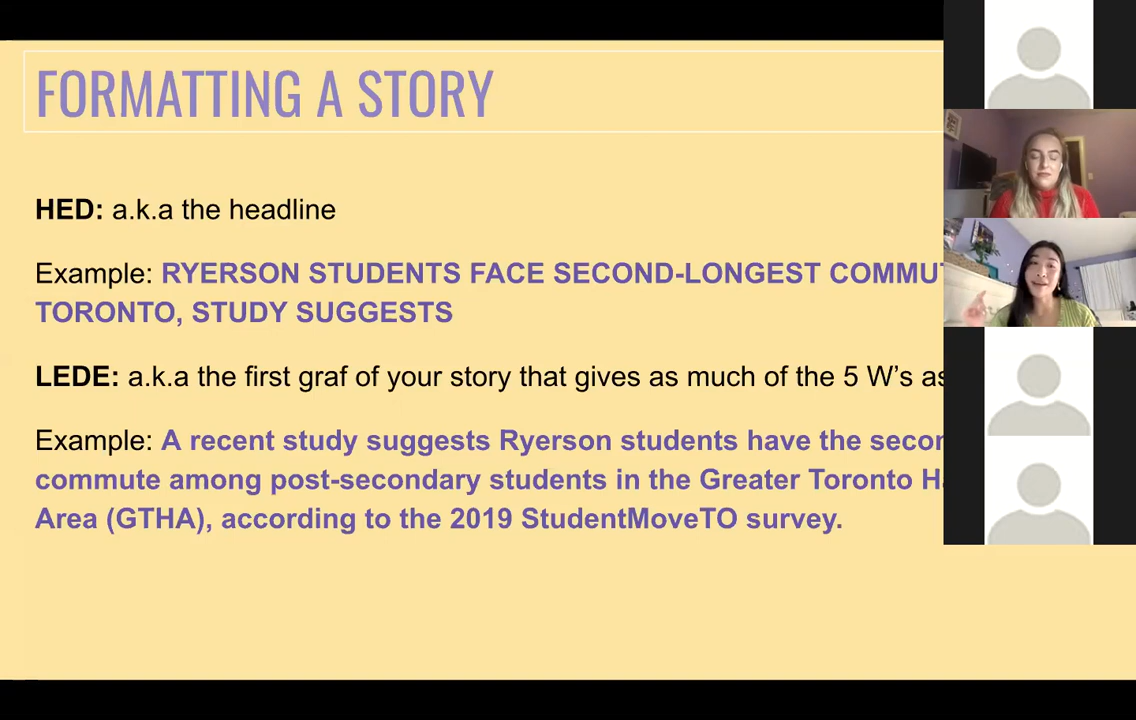 FORMATTING A STORY
HED: a.k.a the headline
Example: RYERSON STUDENTS FACE SECOND-LONGEST
TORONTO, STUDY SUGGESTS
LEDE: a.k.a the first graf of your story that gives as much of the 5 W’s as
Example: A recent study suggests Ryerson students have the
commute among post-secondary students in the Greater Toronto
Area (GTHA), according to the 2019 StudentMoveTO survey.